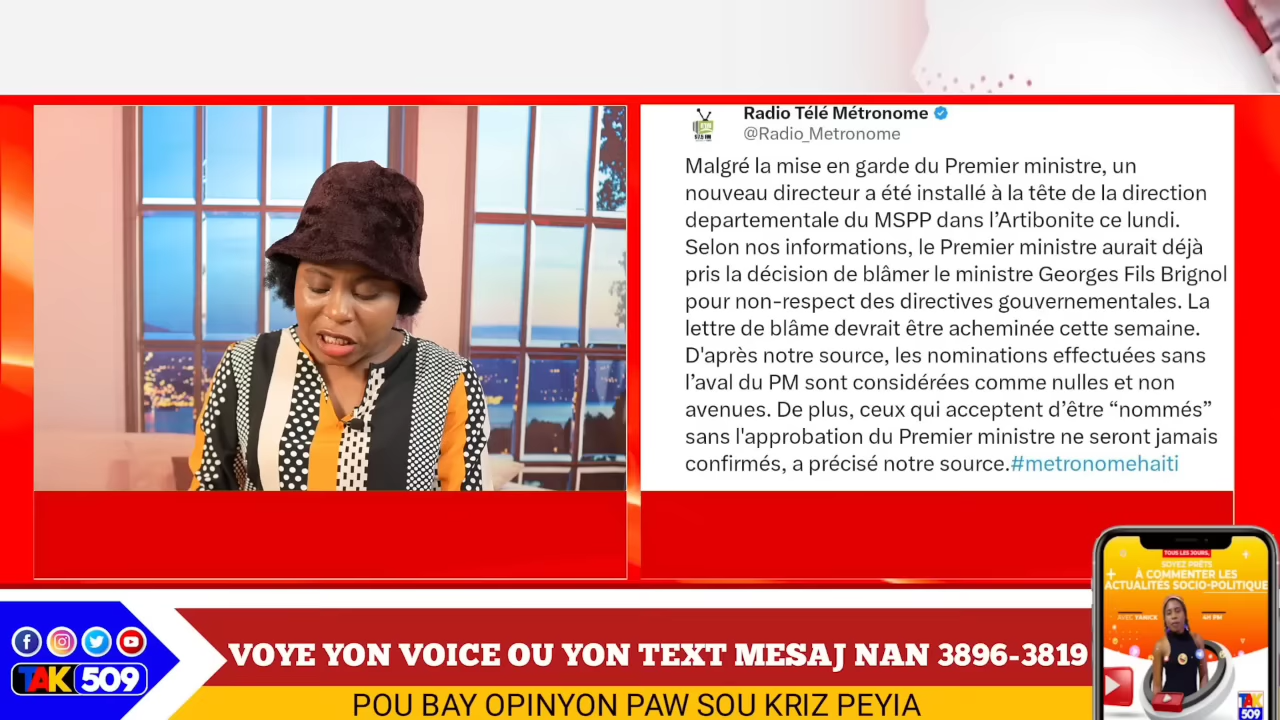 Radio Télé Métronome
@Radio_Metronome
Malgré la mise en garde du Premier ministre, un
nouveau directeur a été installé à la tête de la direction
departementale du MSPP dans l’Artibonite ce lundi.
Selon nos informations, le Premier ministre aurait déjà
pris la décision de blâmer le ministre Georges Fils Brignol
pour non-respect des directives gouvernementales. La
lettre de blâme devrait être acheminée cette semaine.
D'après notre source, les nominations effectuées sans
l’aval du PM sont considérées comme nulles et non
avenues. De plus, ceux qui acceptent d’être “nommés”
sans l'approbation du Premier ministre ne seront jamais
confirmés, a précisé notre source.#metronomehaiti
TOUS LES JOURS,
SOYEZ PRÊTS
À COMMENTER LES
ACTUALITÉS SOCIO-POLITIQUE
AVEC YANICK
4H PM
TAK 509
TAK 509
VOYE YON VOICE OU YON TEXT MESAJ NAN 3896-3819
POU BAY OPINYON PAW SOU KRIZ PEYIA